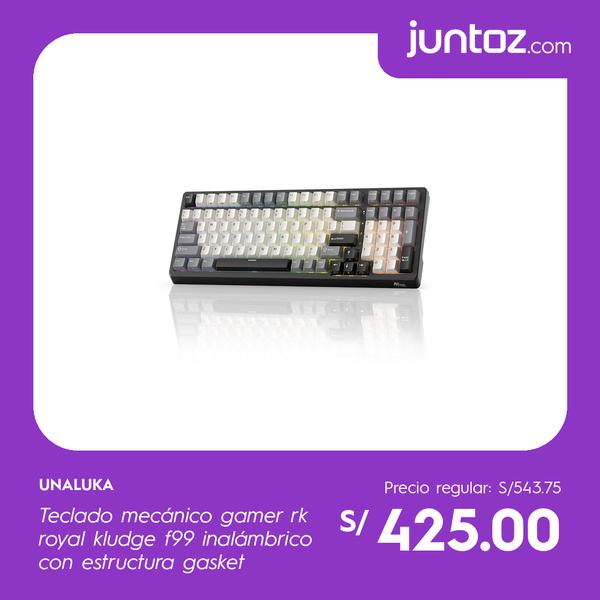 juntoz.com
UNALUKA
Teclado mecánico gamer rk
royal kludge f99 inalámbrico
con estructura gasket
Precio regular: S/543.75
S/ 425.00